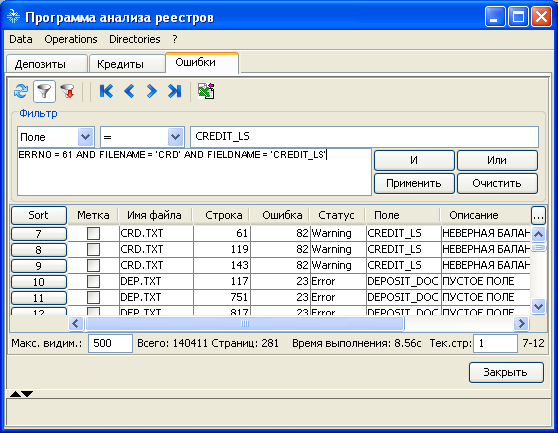 Программа анализа реестров
Data Operations Directories ?
Депозиты Кредиты Ошибки
Фильтр
Поле = CREDIT_LS
ERRNO = 61 AND FILENAME = 'CRD' AND FIELDNAME = 'CREDIT_LS'
И Или
Применить Очистить
Sort Метка Имя файла Строка Ошибка Статус Поле Описание ...
7 CRD.TXT 61 82 Warning CREDIT_LS НЕВЕРНАЯ БАЛАН
8 CRD.TXT 119 82 Warning CREDIT_LS НЕВЕРНАЯ БАЛАН
9 CRD.TXT 143 82 Warning CREDIT_LS НЕВЕРНАЯ БАЛАН
10 DEP.TXT 117 23 Error DEPOSIT_DOC ПУСТОЕ ПОЛЕ
11 DEP.TXT 751 23 Error DEPOSIT_DOC ПУСТОЕ ПОЛЕ
12 DEP.TXT 817 23 Error DEPOSIT_DOC ПУСТОЕ ПОЛЕ
Макс. видим.: 500 Всего: 140411 Страниц: 281 Время выполнения: 8.56с Тек.стр: 1 7-12
Закрыть